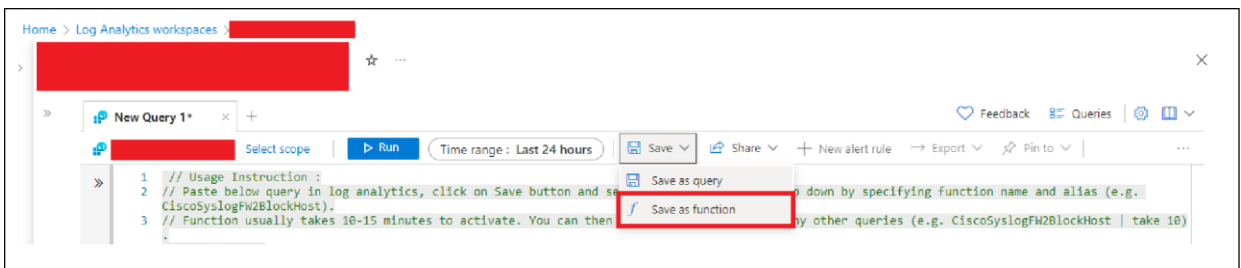 Home > Log Analytics workspaces >
New Query 1*
Feedback Queries
Select scope Run Time range : Last 24 hours Save Share New alert rule Export Pin to
Save as query
Save as function
1 // Usage Instruction :
2 // Paste below query in log analytics, click on Save button and se p down by specifying function name and alias (e.g.
CiscoSyslogFW2BlockHost).
3 // Function usually takes 10-15 minutes to activate. You can then ny other queries (e.g. CiscoSyslogFW2BlockHost | take 10)
.